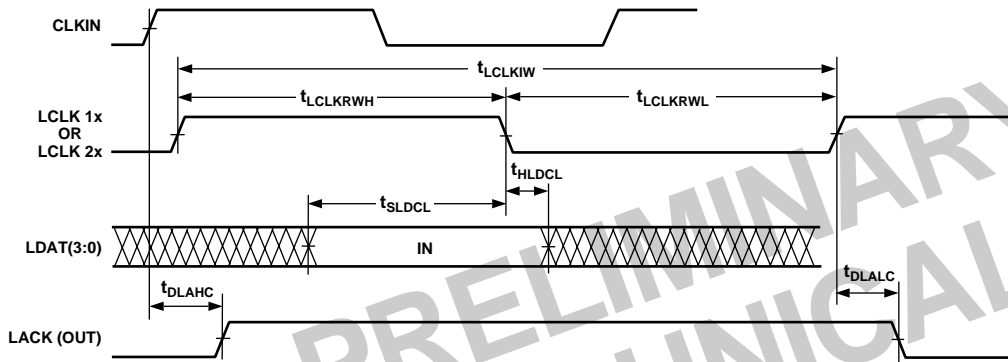 CLKIN
tLCLKIW
tLCLKRWH
tLCLKRWL
LCLK 1x
OR
LCLK 2x
tHLDCL
tSLDCL
LDAT(3:0)
IN
tDLAHC
tDLALC
LACK (OUT)
PRELIMINARY